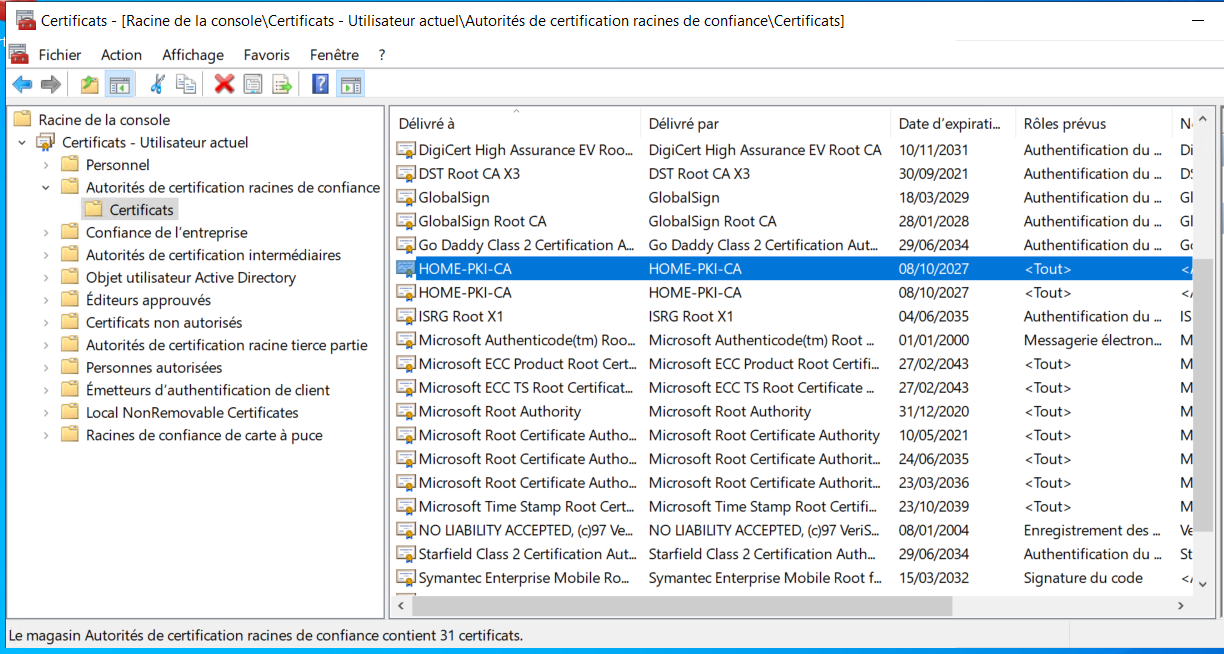 Certificats - [Racine de la console\Certificats - Utilisateur actuel\Autorités de certification racines de confiance\Certificats]
Fichier Action Affichage Favoris Fenêtre ?
Racine de la console
Certificats - Utilisateur actuel
Personnel
Autorités de certification racines de confiance
Certificats
Confiance de l'entreprise
Autorités de certification intermédiaires
Objet utilisateur Active Directory
Éditeurs approuvés
Certificats non autorisés
Autorités de certification racine tierce partie
Personnes autorisées
Émetteurs d'authentification de client
Local NonRemovable Certificates
Racines de confiance de carte à puce
Délivré à Délivré par Date d'expirati... Rôles prévus N
DigiCert High Assurance EV Roo... DigiCert High Assurance EV Root CA 10/11/2031 Authentification du ... Di
DST Root CA X3 DST Root CA X3 30/09/2021 Authentification du ... DS
GlobalSign GlobalSign 18/03/2029 Authentification du ... Gl
GlobalSign Root CA GlobalSign Root CA 28/01/2028 Authentification du ... Gl
Go Daddy Class 2 Certification A... Go Daddy Class 2 Certification Aut... 29/06/2034 Authentification du ... Go
HOME-PKI-CA HOME-PKI-CA 08/10/2027 <Tout> </
HOME-PKI-CA HOME-PKI-CA 08/10/2027 <Tout> </
ISRG Root X1 ISRG Root X1 04/06/2035 Authentification du ... IS
Microsoft Authenticode(tm) Roo... Microsoft Authenticode(tm) Root ... 01/01/2000 Messagerie électron... M
Microsoft ECC Product Root Cert... Microsoft ECC Product Root Certifi... 27/02/2043 <Tout> M
Microsoft ECC TS Root Certificat... Microsoft ECC TS Root Certificate ... 27/02/2043 <Tout> M
Microsoft Root Authority Microsoft Root Authority 31/12/2020 <Tout> M
Microsoft Root Certificate Autho... Microsoft Root Certificate Authority 10/05/2021 <Tout> M
Microsoft Root Certificate Autho... Microsoft Root Certificate Authorit... 24/06/2035 <Tout> M
Microsoft Root Certificate Autho... Microsoft Root Certificate Authorit... 23/03/2036 <Tout> M
Microsoft Time Stamp Root Cert... Microsoft Time Stamp Root Certifi... 23/10/2039 <Tout> M
NO LIABILITY ACCEPTED, (c)97 Ve... NO LIABILITY ACCEPTED, (c)97 VeriS... 08/01/2004 Enregistrement des ... Ve
Starfield Class 2 Certification Aut... Starfield Class 2 Certification Auth... 29/06/2034 Authentification du ... St
Symantec Enterprise Mobile Ro... Symantec Enterprise Mobile Root f... 15/03/2032 Signature du code </
Le magasin Autorités de certification racines de confiance contient 31 certificats.